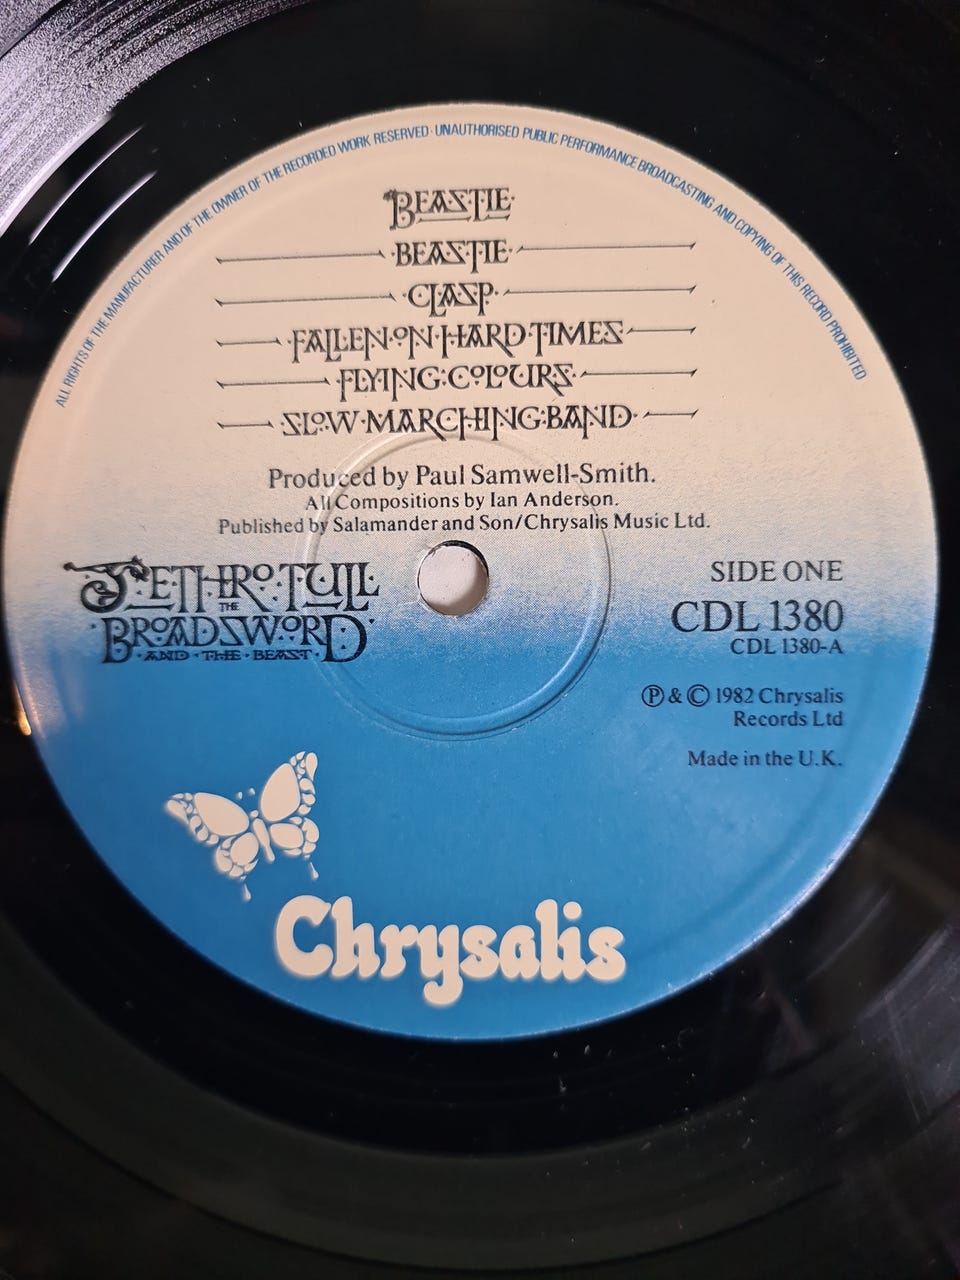 ALL RIGHTS OF THE MANUFACTURER AND OF THE OWNER OF THE RECORDED WORK RESERVED · UNAUTHORISED PUBLIC PERFORMANCE BROADCASTING AND COPYING OF THIS RECORD PROHIBITED
BEASTIE
·BEASTIE·
·CLASP·
·FALLEN·ON·HARD·TIMES·
·FLYING·COLOURS·
·SLOW·MARCHING·BAND·
Produced by Paul Samwell-Smith.
All Compositions by Ian Anderson.
Published by Salamander and Son/Chrysalis Music Ltd.
JETHRO·TULL
THE
BROADSWORD
·AND·THE·BEAST·
SIDE ONE
CDL 1380
CDL 1380-A
Ⓟ & © 1982 Chrysalis
Records Ltd
Made in the U.K.
Chrysalis